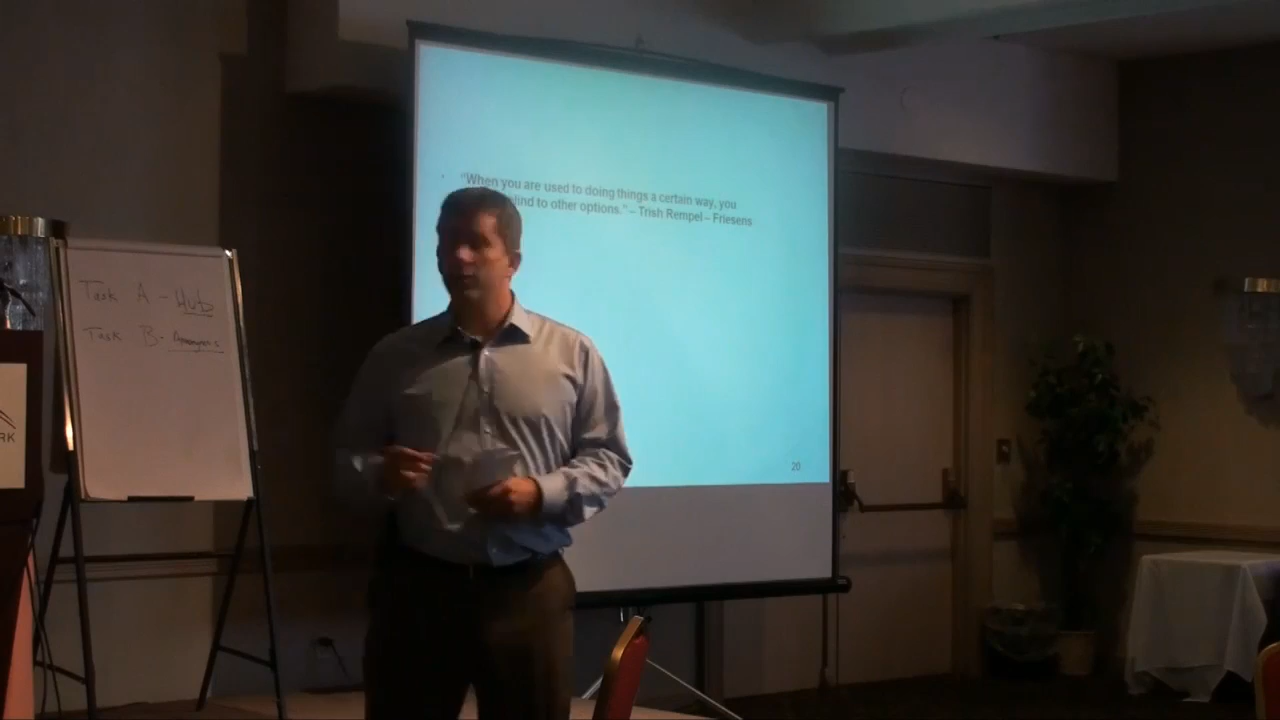 "When you are used to doing things a certain way, you
blind to other options." – Trish Rempel – Friesens
20
Task A - Hub
Task B-
RK